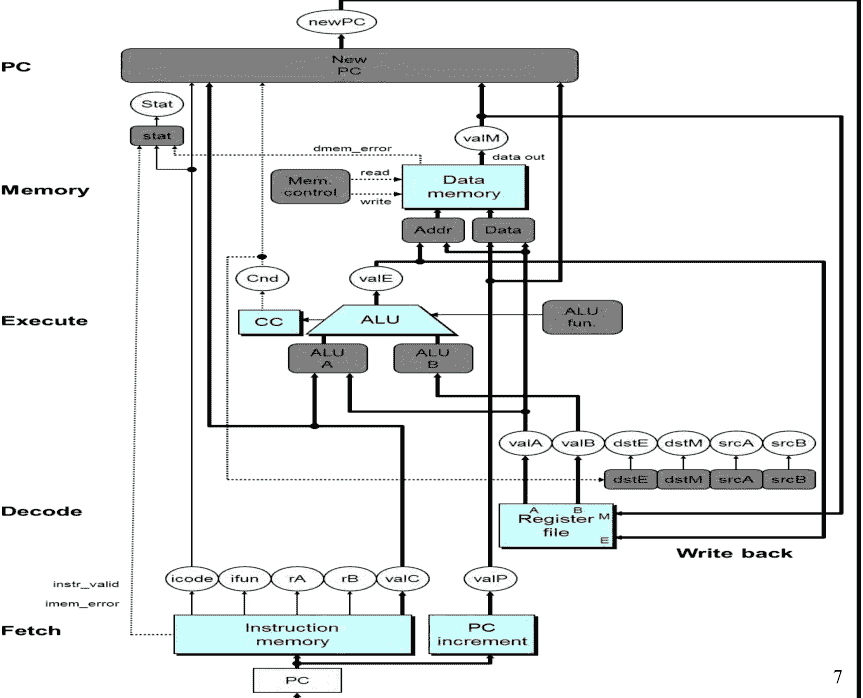 newPC
PC
New
PC
Stat
stat
valM
data out
dmem_error
Memory
Mem.
control
read
write
Data
memory
Addr
Data
Cnd
valE
Execute
CC
ALU
ALU
fun.
ALU
A
ALU
B
valA valB dstE dstM srcA srcB
dstE dstM srcA srcB
Decode
A B
Register
file
M
E
Write back
instr_valid
icode ifun rA rB valC valP
imem_error
Fetch
Instruction
memory
PC
increment
PC
7